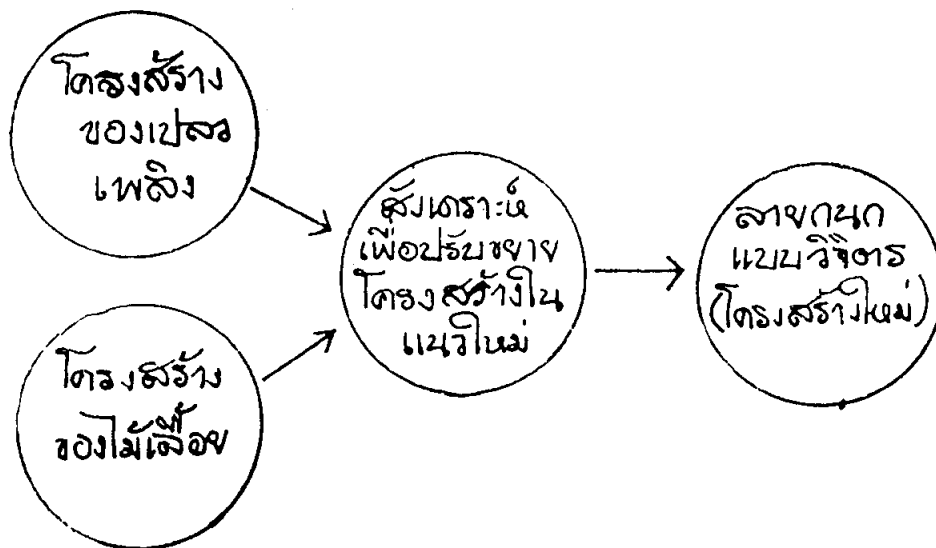 โครงสร้าง
ของเปลว
เพลิง
โครงสร้าง
ของไม้เลื้อย
สังเคราะห์
เพื่อปรับขยาย
โครงสร้างใน
แนวใหม่
ลายกนก
แบบวิจิตร
(โครงสร้างใหม่)